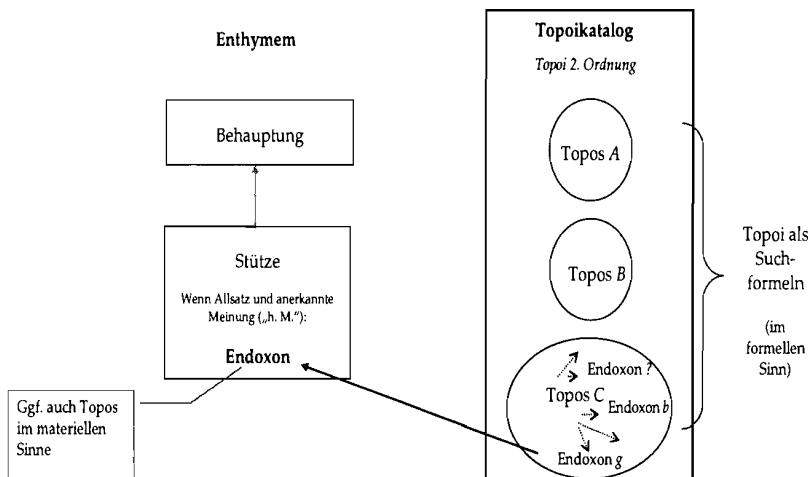 Enthymem
Behauptung
Stütze
Wenn Allsatz und anerkannte
Meinung („h. M."):
Endoxon
Ggf. auch Topos
im materiellen
Sinne
Topoikatalog
Topoi 2. Ordnung
Topos A
Topos B
Endoxon ?
Topos C
Endoxon b
Endoxon g
Topoi als
Such-
formeln
(im
formellen
Sinn)